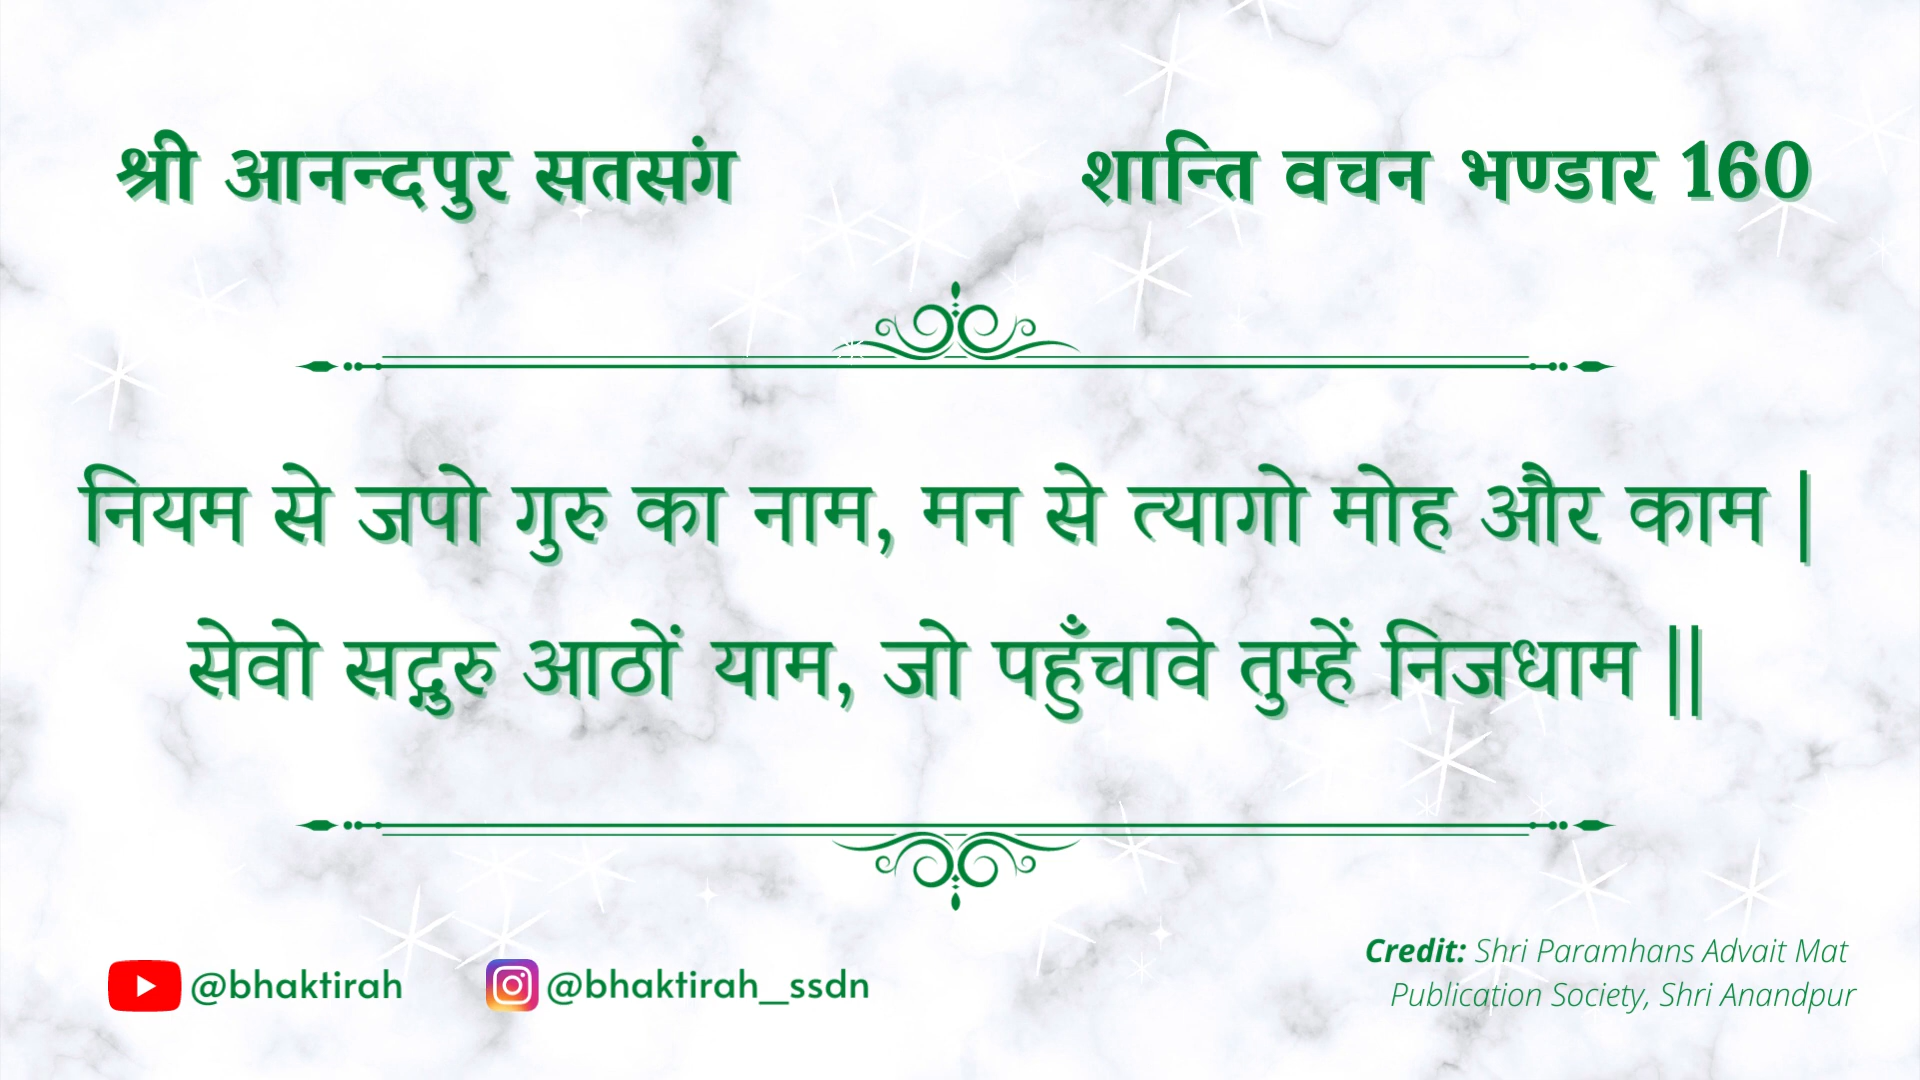 श्री आनन्दपुर सतसंग
शान्ति वचन भण्डार 160
नियम से जपो गुरु का नाम, मन से त्यागो मोह और काम |
सेवो सद्गुरु आठों याम, जो पहुँचावे तुम्हें निजधाम ||
@bhaktirah
@bhaktirah_ssdn
Credit: Shri Paramhans Advait Mat
Publication Society, Shri Anandpur